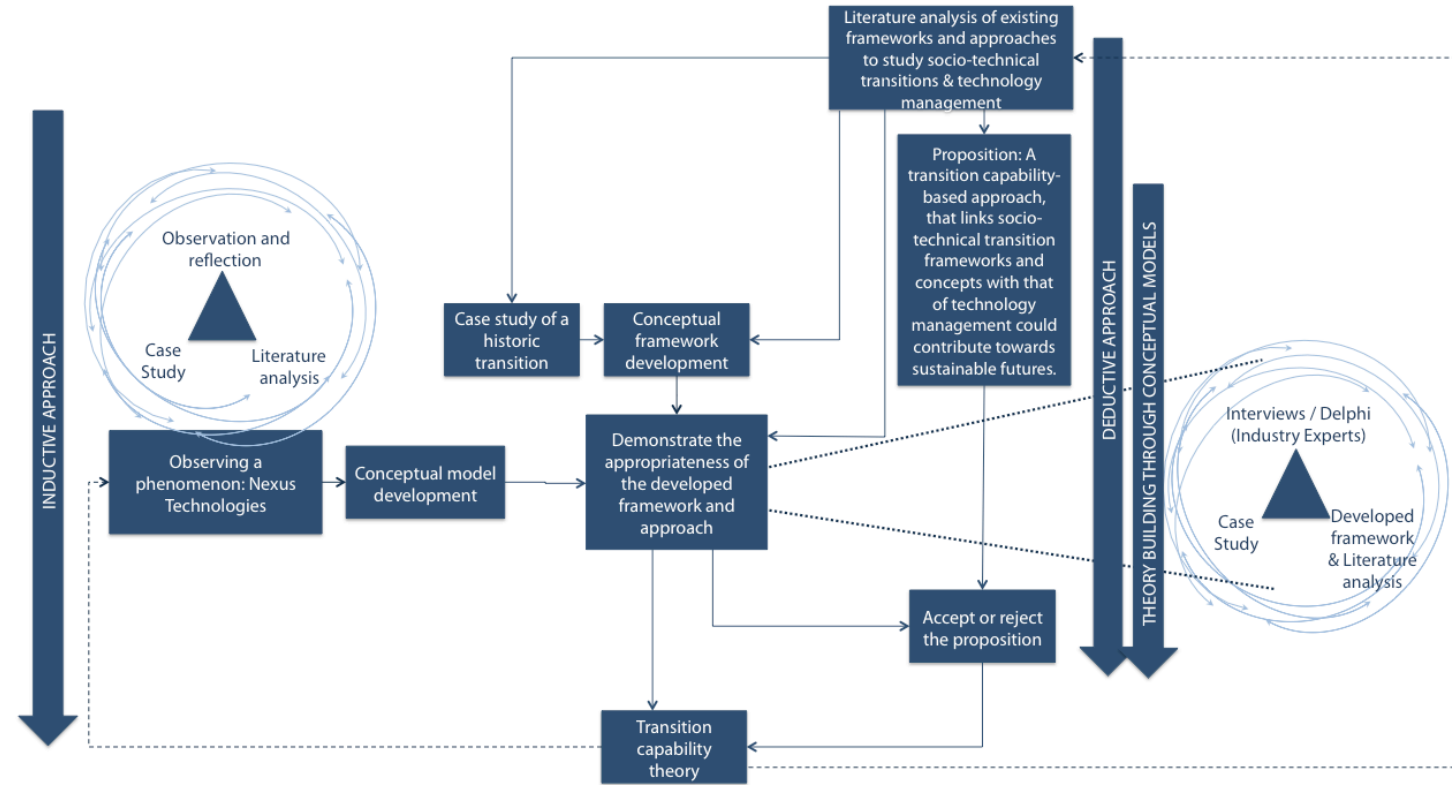 Literature analysis of existing
frameworks and approaches
to study socio-technical
transitions & technology
management
Proposition: A
transition capability-
based approach,
that links socio-
technical transition
frameworks and
concepts with that
of technology
management could
contribute towards
sustainable futures.
INDUCTIVE APPROACH
Observation and
reflection
Case
Study
Literature
analysis
Case study of a
historic
transition
Conceptual
framework
development
Observing a
phenomenon: Nexus
Technologies
Conceptual model
development
Demonstrate the
appropriateness of
the developed
framework and
approach
DEDUCTIVE APPROACH
THEORY BUILDING THROUGH CONCEPTUAL MODELS
Interviews / Delphi
(Industry Experts)
Case
Study
Developed
framework
& Literature
analysis
Accept or reject
the proposition
Transition
capability
theory